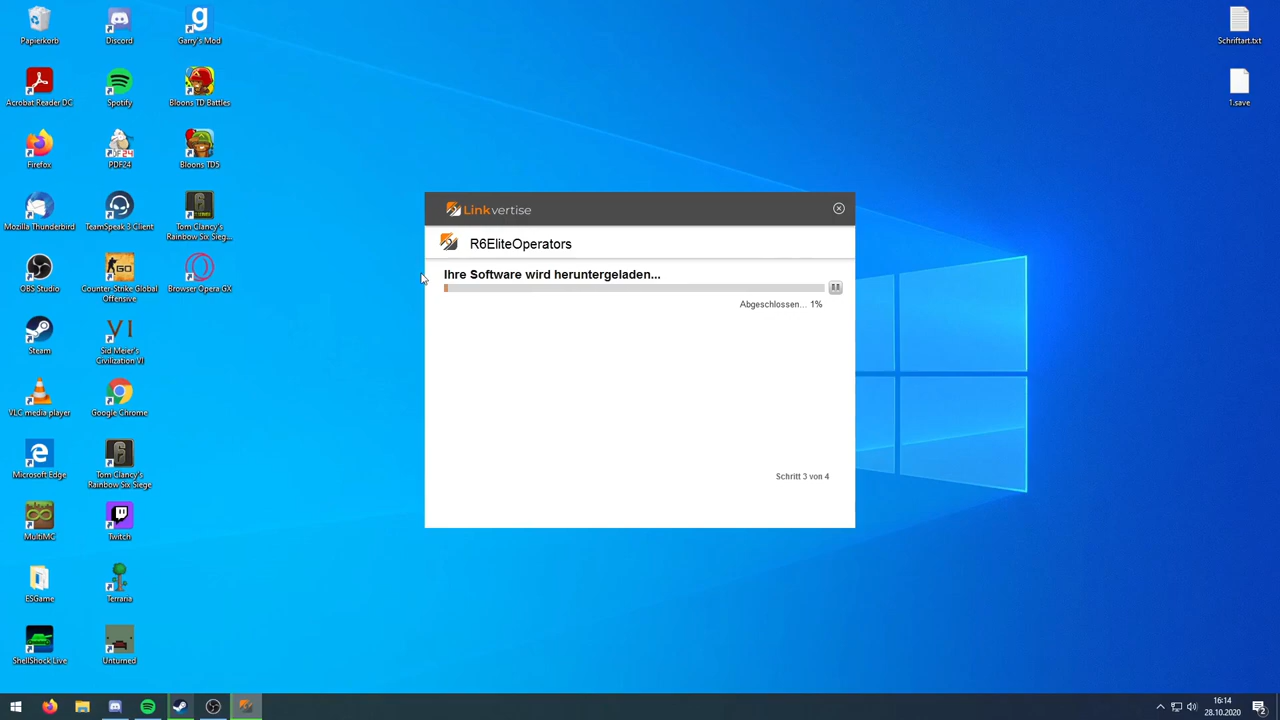 Papierkorb
Discord
Garry's Mod
Schriftart.txt
Acrobat Reader DC
Spotify
Bloons TD Battles
1.save
Firefox
PDF24
Bloons TD5
Mozilla Thunderbird
TeamSpeak 3 Client
Tom Clancy's
Rainbow Six Sieg...
OBS Studio
Counter-Strike Global
Offensive
Browser Opera GX
Steam
Sid Meier's
Civilization VI
VLC media player
Google Chrome
Microsoft Edge
Tom Clancy's
Rainbow Six Siege
MultiMC
Twitch
ESGame
Terraria
ShellShock Live
Unturned
Linkvertise
R6EliteOperators
Ihre Software wird heruntergeladen...
Abgeschlossen... 1%
Schritt 3 von 4
16:14
28.10.2020
2